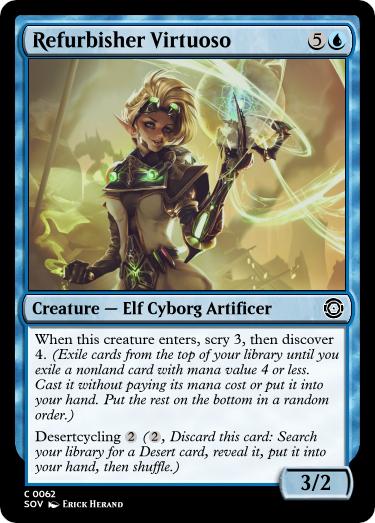 Refurbisher Virtuoso 5
Creature — Elf Cyborg Artificer
When this creature enters, scry 3, then discover
4. (Exile cards from the top of your library until you
exile a nonland card with mana value 4 or less.
Cast it without paying its mana cost or put it into
your hand. Put the rest on the bottom in a random
order.)
Desertcycling 2 (2, Discard this card: Search
your library for a Desert card, reveal it, put it into
your hand, then shuffle.)
3/2
C 0062
SOV Erick Herand